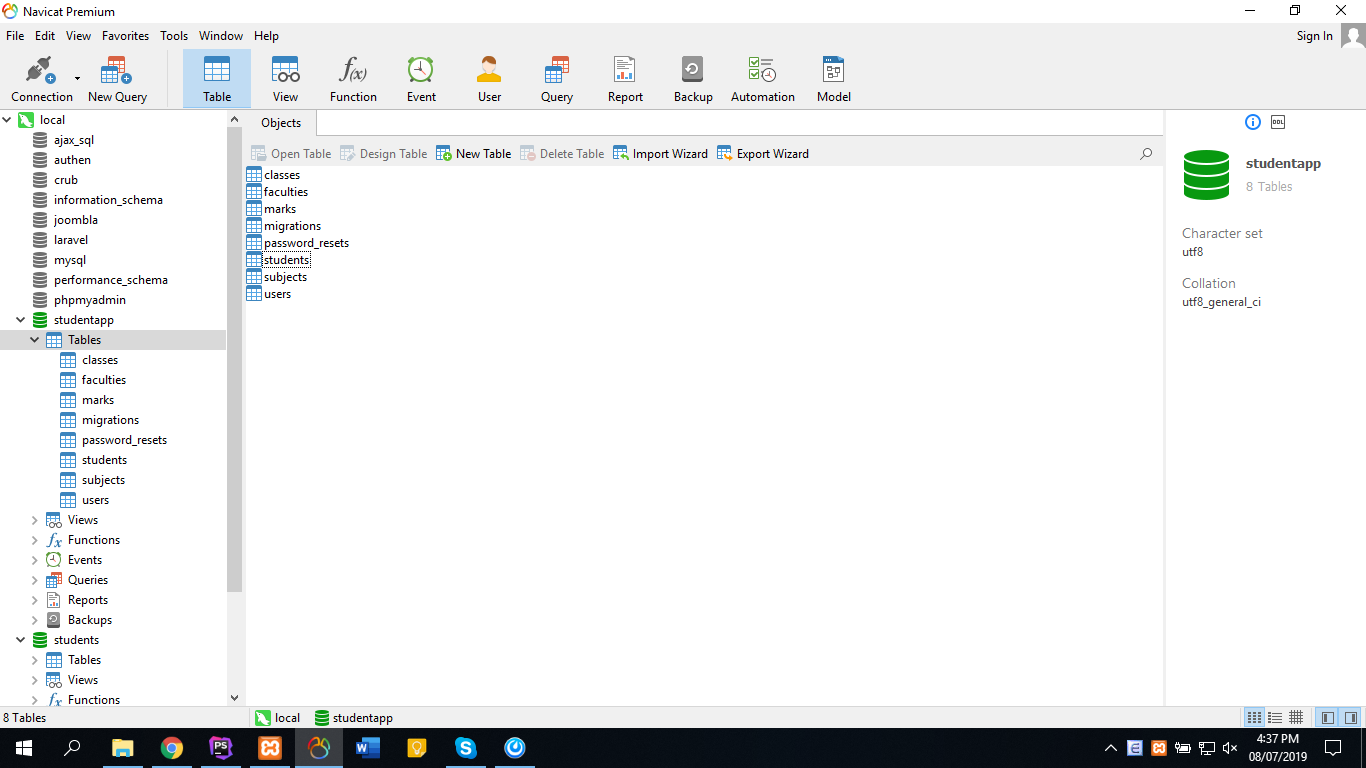 Navicat Premium
File Edit View Favorites Tools Window Help Sign In
Connection New Query Table View Function Event User Query Report Backup Automation Model
f(x)
local
ajax_sql
authen
crub
information_schema
joombla
laravel
mysql
performance_schema
phpmyadmin
studentapp
Tables
classes
faculties
marks
migrations
password_resets
students
subjects
users
Views
fx Functions
Events
Queries
Reports
Backups
students
Tables
Views
fx Functions
Objects
Open Table Design Table New Table Delete Table Import Wizard Export Wizard
classes
faculties
marks
migrations
password_resets
students
subjects
users
i DDL
studentapp
8 Tables
Character set
utf8
Collation
utf8_general_ci
8 Tables local studentapp
PS W S E
4:37 PM
08/07/2019